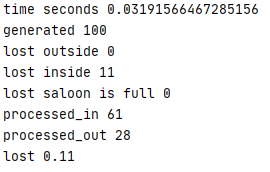 time seconds 0.03191566467285156
generated 100
lost outside 0
lost inside 11
lost saloon is full 0
processed_in 61
processed_out 28
lost 0.11